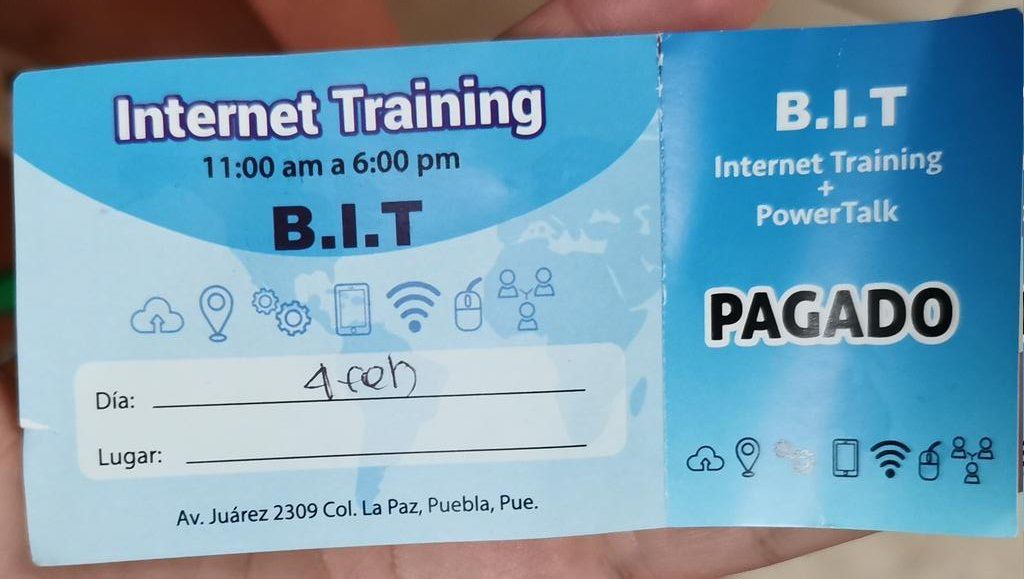 Internet Training
11:00 am a 6:00 pm
B.I.T
Día: 4 feb
Lugar:
Av. Juárez 2309 Col. La Paz, Puebla, Pue.
B.I.T
Internet Training
+
PowerTalk
PAGADO